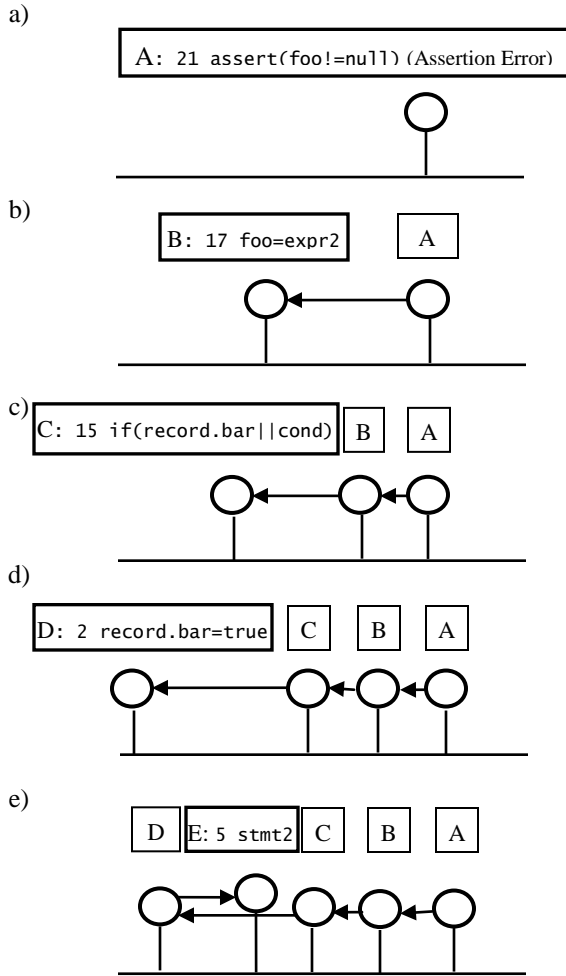 a)
A: 21 assert(foo!=null) (Assertion Error)
b)
B: 17 foo=expr2 A
c)
C: 15 if(record.bar||cond) B A
d)
D: 2 record.bar=true C B A
e)
D E: 5 stmt2 C B A